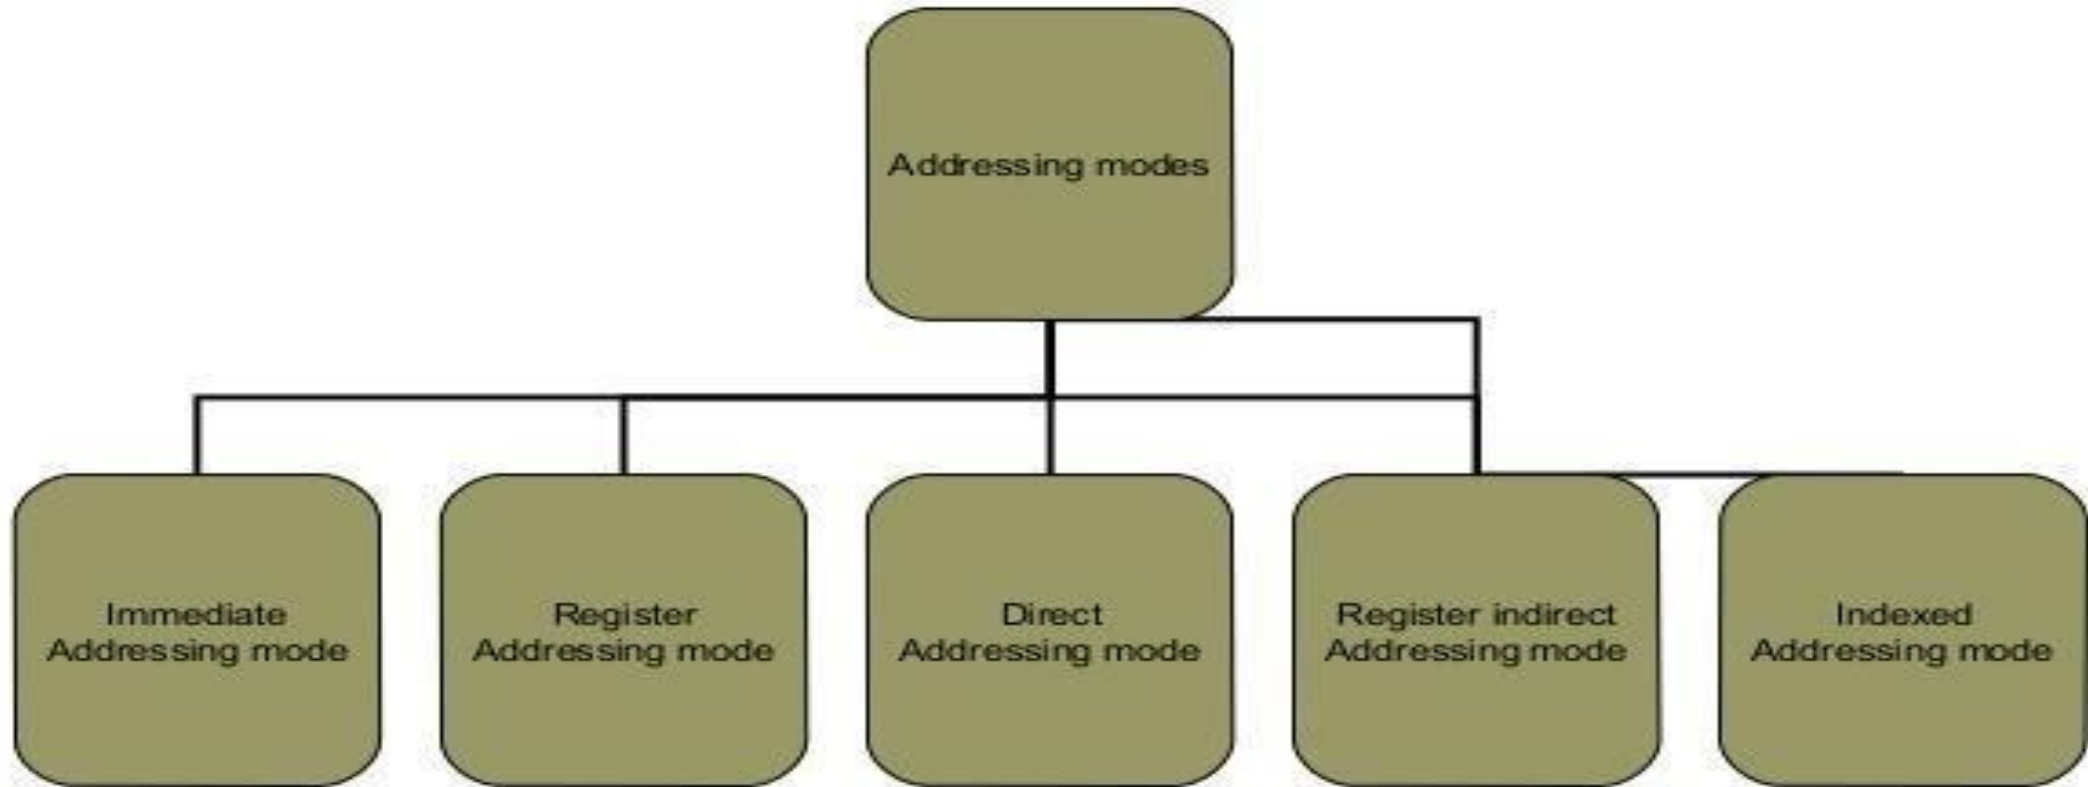 Addressing modes
Immediate
Addressing mode
Register
Addressing mode
Direct
Addressing mode
Register indirect
Addressing mode
Indexed
Addressing mode